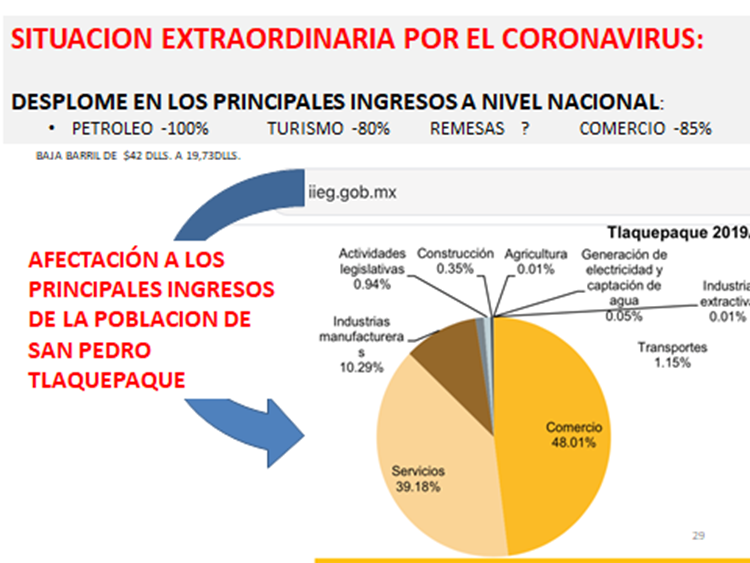 SITUACION EXTRAORDINARIA POR EL CORONAVIRUS:
DESPLOME EN LOS PRINCIPALES INGRESOS A NIVEL NACIONAL:
• PETROLEO -100% TURISMO -80% REMESAS ? COMERCIO -85%
BAJA BARRIL DE $42 DLLS. A 19,73DLLS.
iieg.gob.mx
Tlaquepaque 2019
AFECTACIÓN A LOS
PRINCIPALES INGRESOS
DE LA POBLACION DE
SAN PEDRO
TLAQUEPAQUE
Actividades
legislativas
0.94%
Construcción
0.35%
Agricultura
0.01%
Generación de
electricidad y
captación de
agua
0.05%
Industria
extractiva
0.01%
Industrias
manufacturera
s
10.29%
Transportes
1.15%
Comercio
48.01%
Servicios
39.18%
29